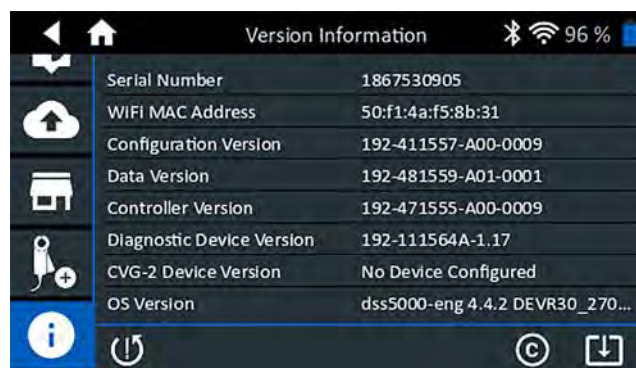 Version Information 96 %
Serial Number 1867530905
WiFi MAC Address 50:f1:4a:f5:8b:31
Configuration Version 192-411557-A00-0009
Data Version 192-481559-A01-0001
Controller Version 192-471555-A00-0009
Diagnostic Device Version 192-111564A-1.17
CVG-2 Device Version No Device Configured
OS Version dss5000-eng 4.4.2 DEVR30_270...